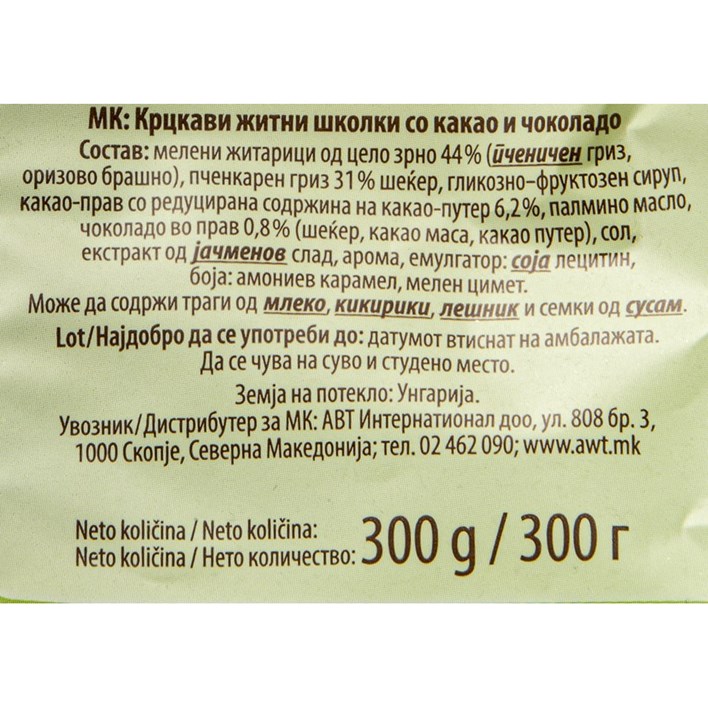 МК: Крцкави житни школки со какао и чоколадо
Состав: мелени житарици од цело зрно 44% (пченичен гриз,
оризово брашно), пченкарен гриз 31% шеќер, гликозно-фруктозен сируп,
какао-прав со редуцирана содржина на какао-путер 6,2%, палмино масло,
чоколадо во прав 0,8% (шеќер, какао маса, какао путер), сол,
екстракт од јачменов слад, арома, емулгатор: соја лецитин,
боја: амониев карамел, мелен цимет.
Може да содржи траги од млеко, кикирики, лешник и семки од сусам.
Lot/Најдобро да се употреби до: датумот втиснат на амбалажата.
Да се чува на суво и студено место.
Земја на потекло: Унгарија.
Увозник/Дистрибутер за МК: АВТ Интернатионал доо, ул. 808 бр. 3,
1000 Скопје, Северна Македонија; тел. 02 462 090; www.awt.mk
Neto količina / Neto količina:
Neto količina / Нето количество: 300 g / 300 г